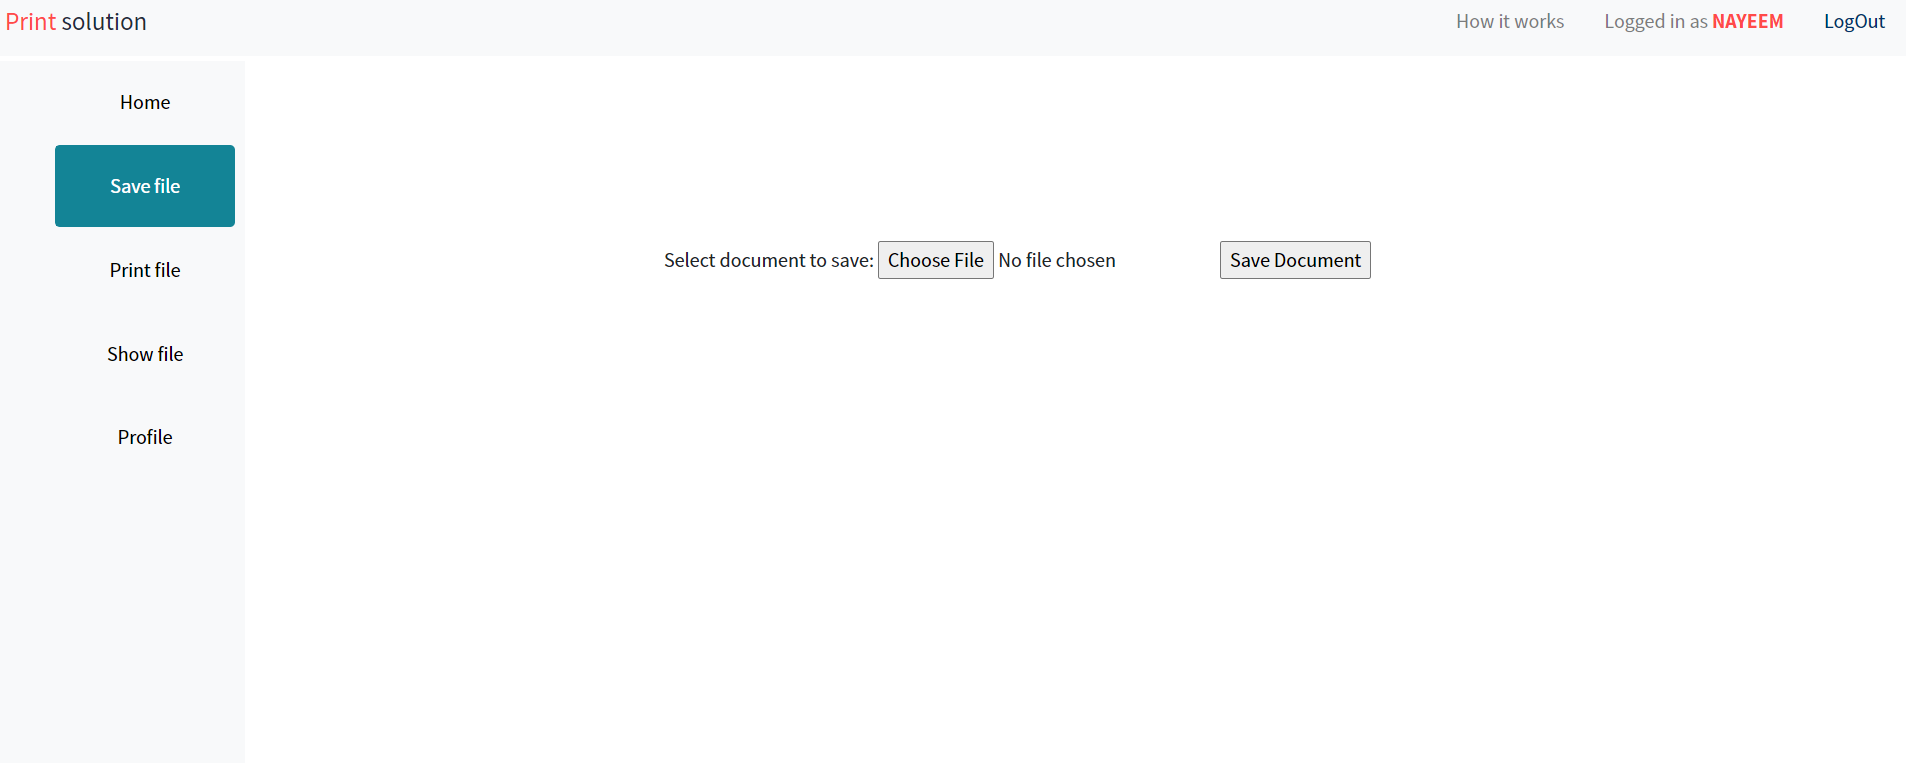 Print solution
How it works Logged in as NAYEEM LogOut
Home
Save file
Print file
Show file
Profile
Select document to save: Choose File No file chosen Save Document